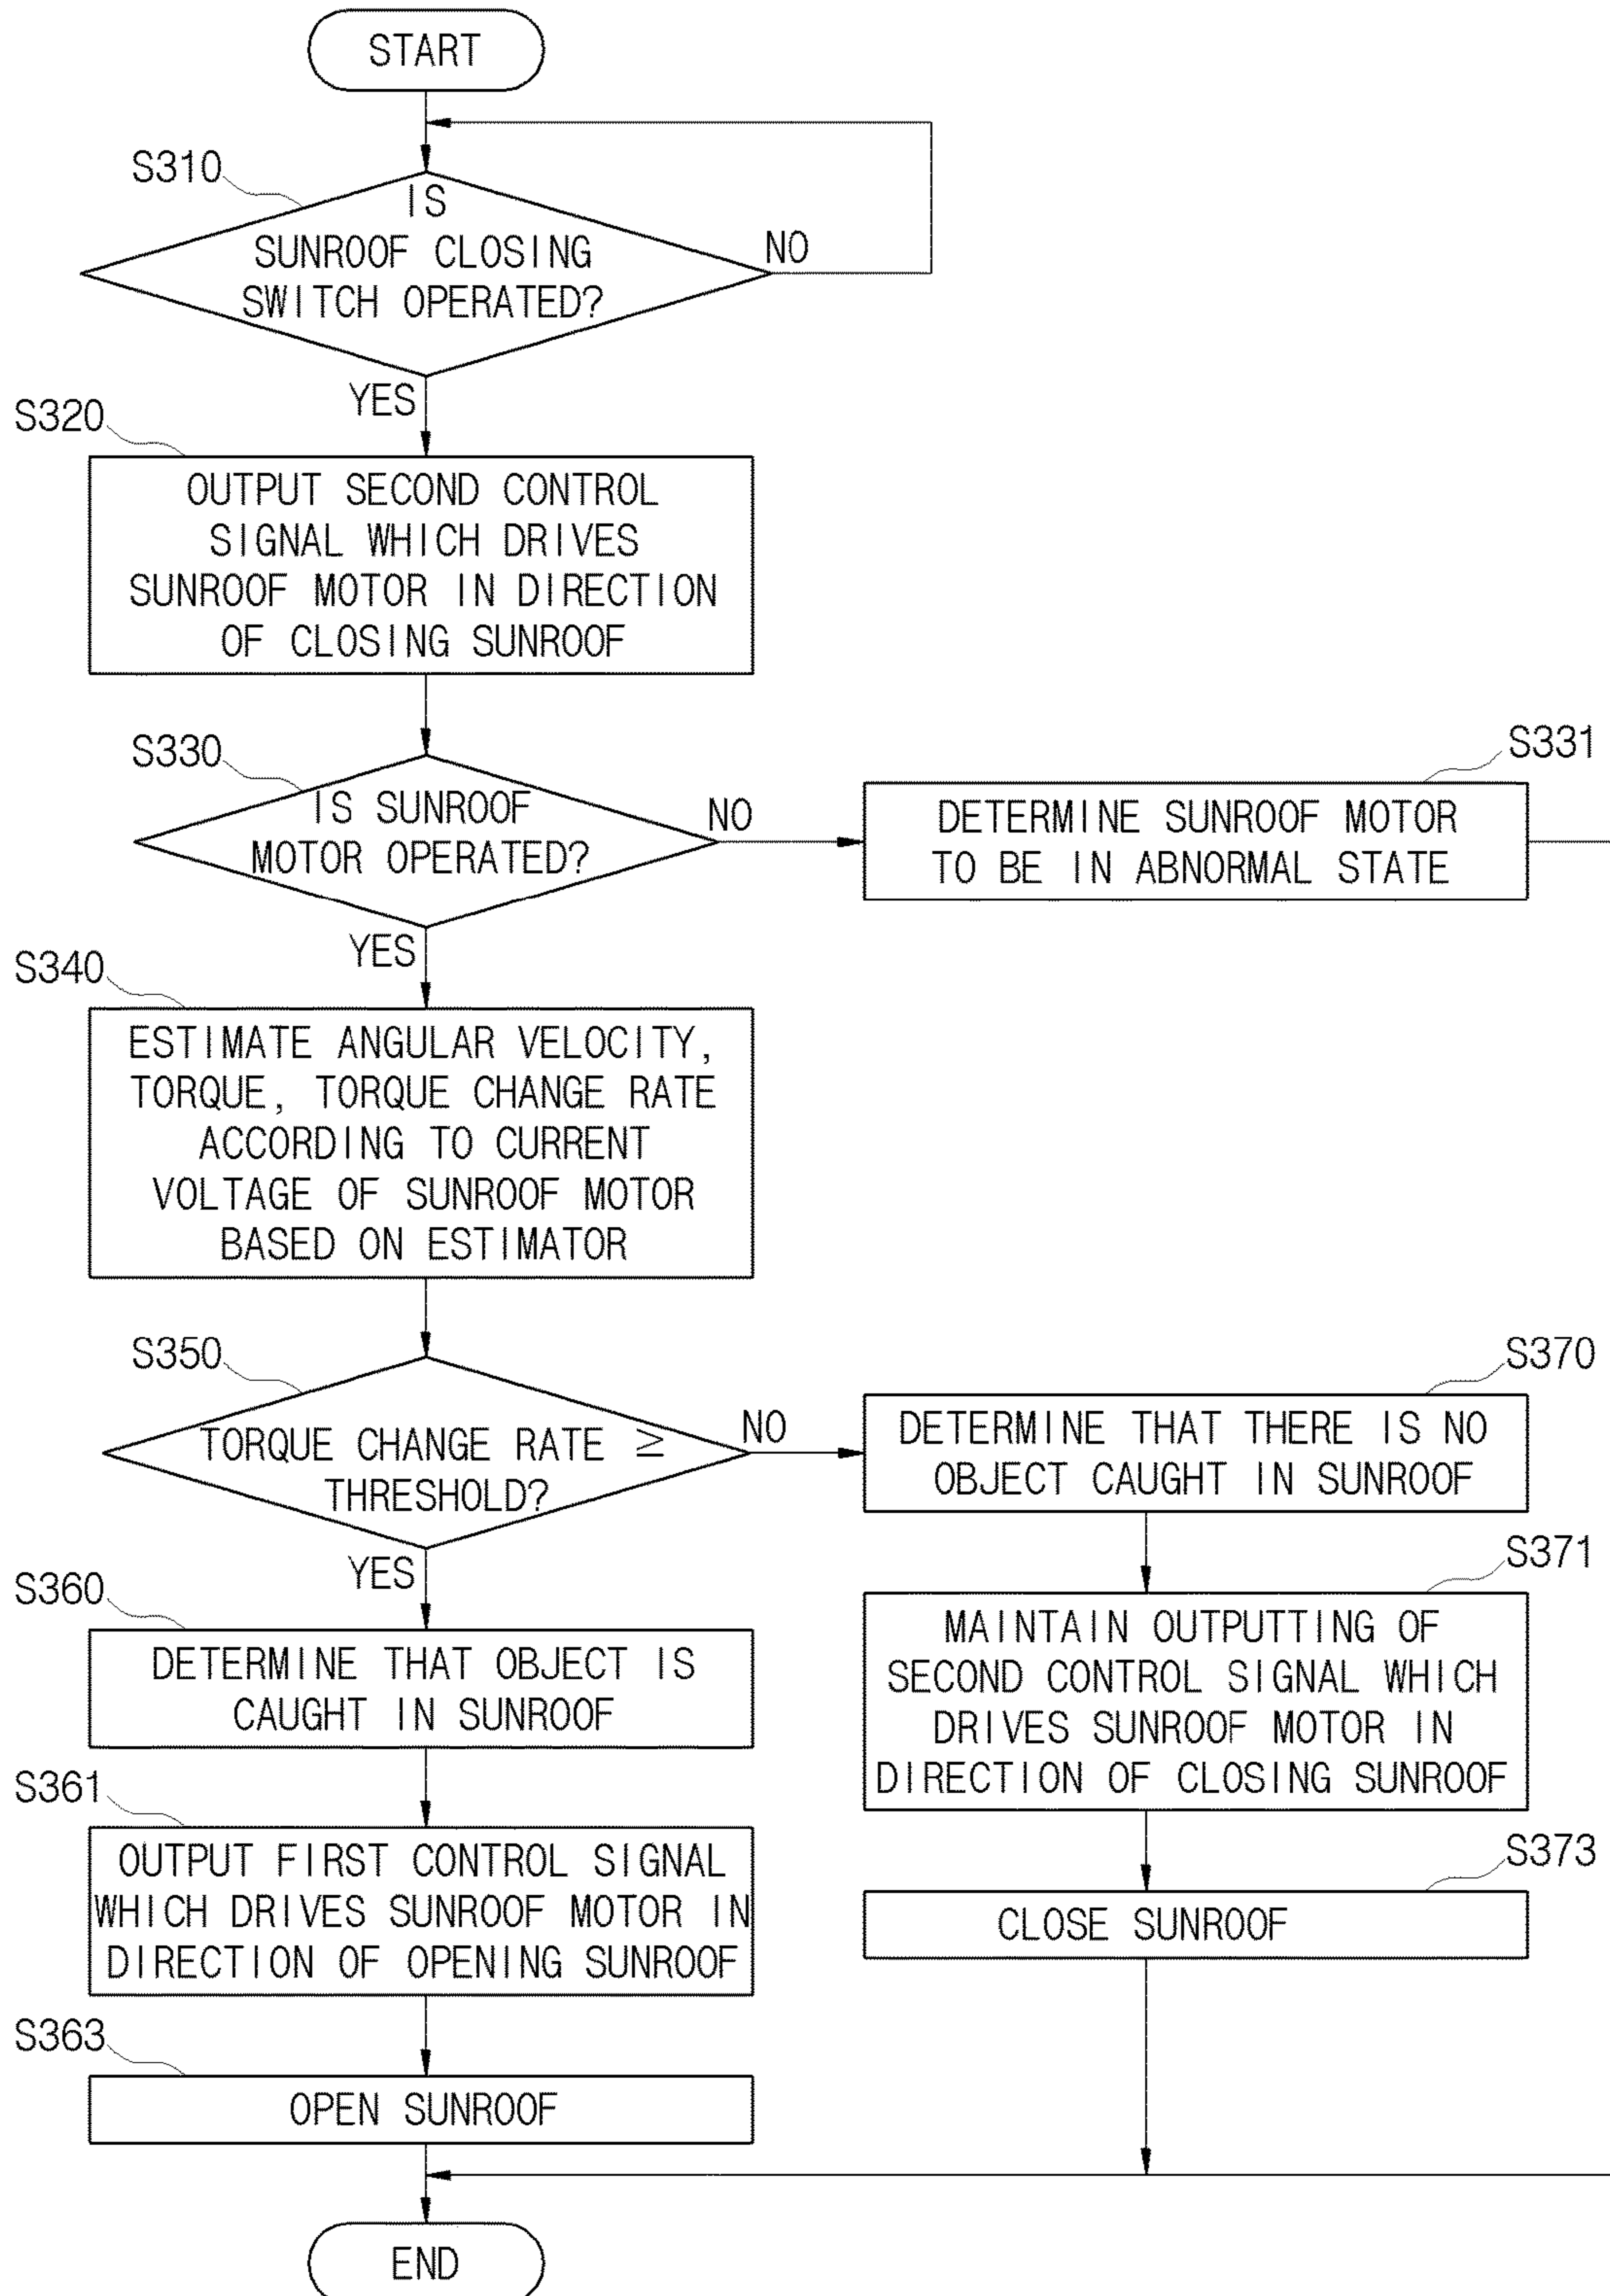 START
S310
IS
SUNROOF CLOSING
SWITCH OPERATED?
NO
YES
S320
OUTPUT SECOND CONTROL
SIGNAL WHICH DRIVES
SUNROOF MOTOR IN DIRECTION
OF CLOSING SUNROOF
S330
IS SUNROOF
MOTOR OPERATED?
NO
S331
DETERMINE SUNROOF MOTOR
TO BE IN ABNORMAL STATE
YES
S340
ESTIMATE ANGULAR VELOCITY,
TORQUE, TORQUE CHANGE RATE
ACCORDING TO CURRENT
VOLTAGE OF SUNROOF MOTOR
BASED ON ESTIMATOR
S350
TORQUE CHANGE RATE ≥
THRESHOLD?
NO
YES
S360
DETERMINE THAT OBJECT IS
CAUGHT IN SUNROOF
S361
OUTPUT FIRST CONTROL SIGNAL
WHICH DRIVES SUNROOF MOTOR IN
DIRECTION OF OPENING SUNROOF
S363
OPEN SUNROOF
S370
DETERMINE THAT THERE IS NO
OBJECT CAUGHT IN SUNROOF
S371
MAINTAIN OUTPUTTING OF
SECOND CONTROL SIGNAL WHICH
DRIVES SUNROOF MOTOR IN
DIRECTION OF CLOSING SUNROOF
S373
CLOSE SUNROOF
END